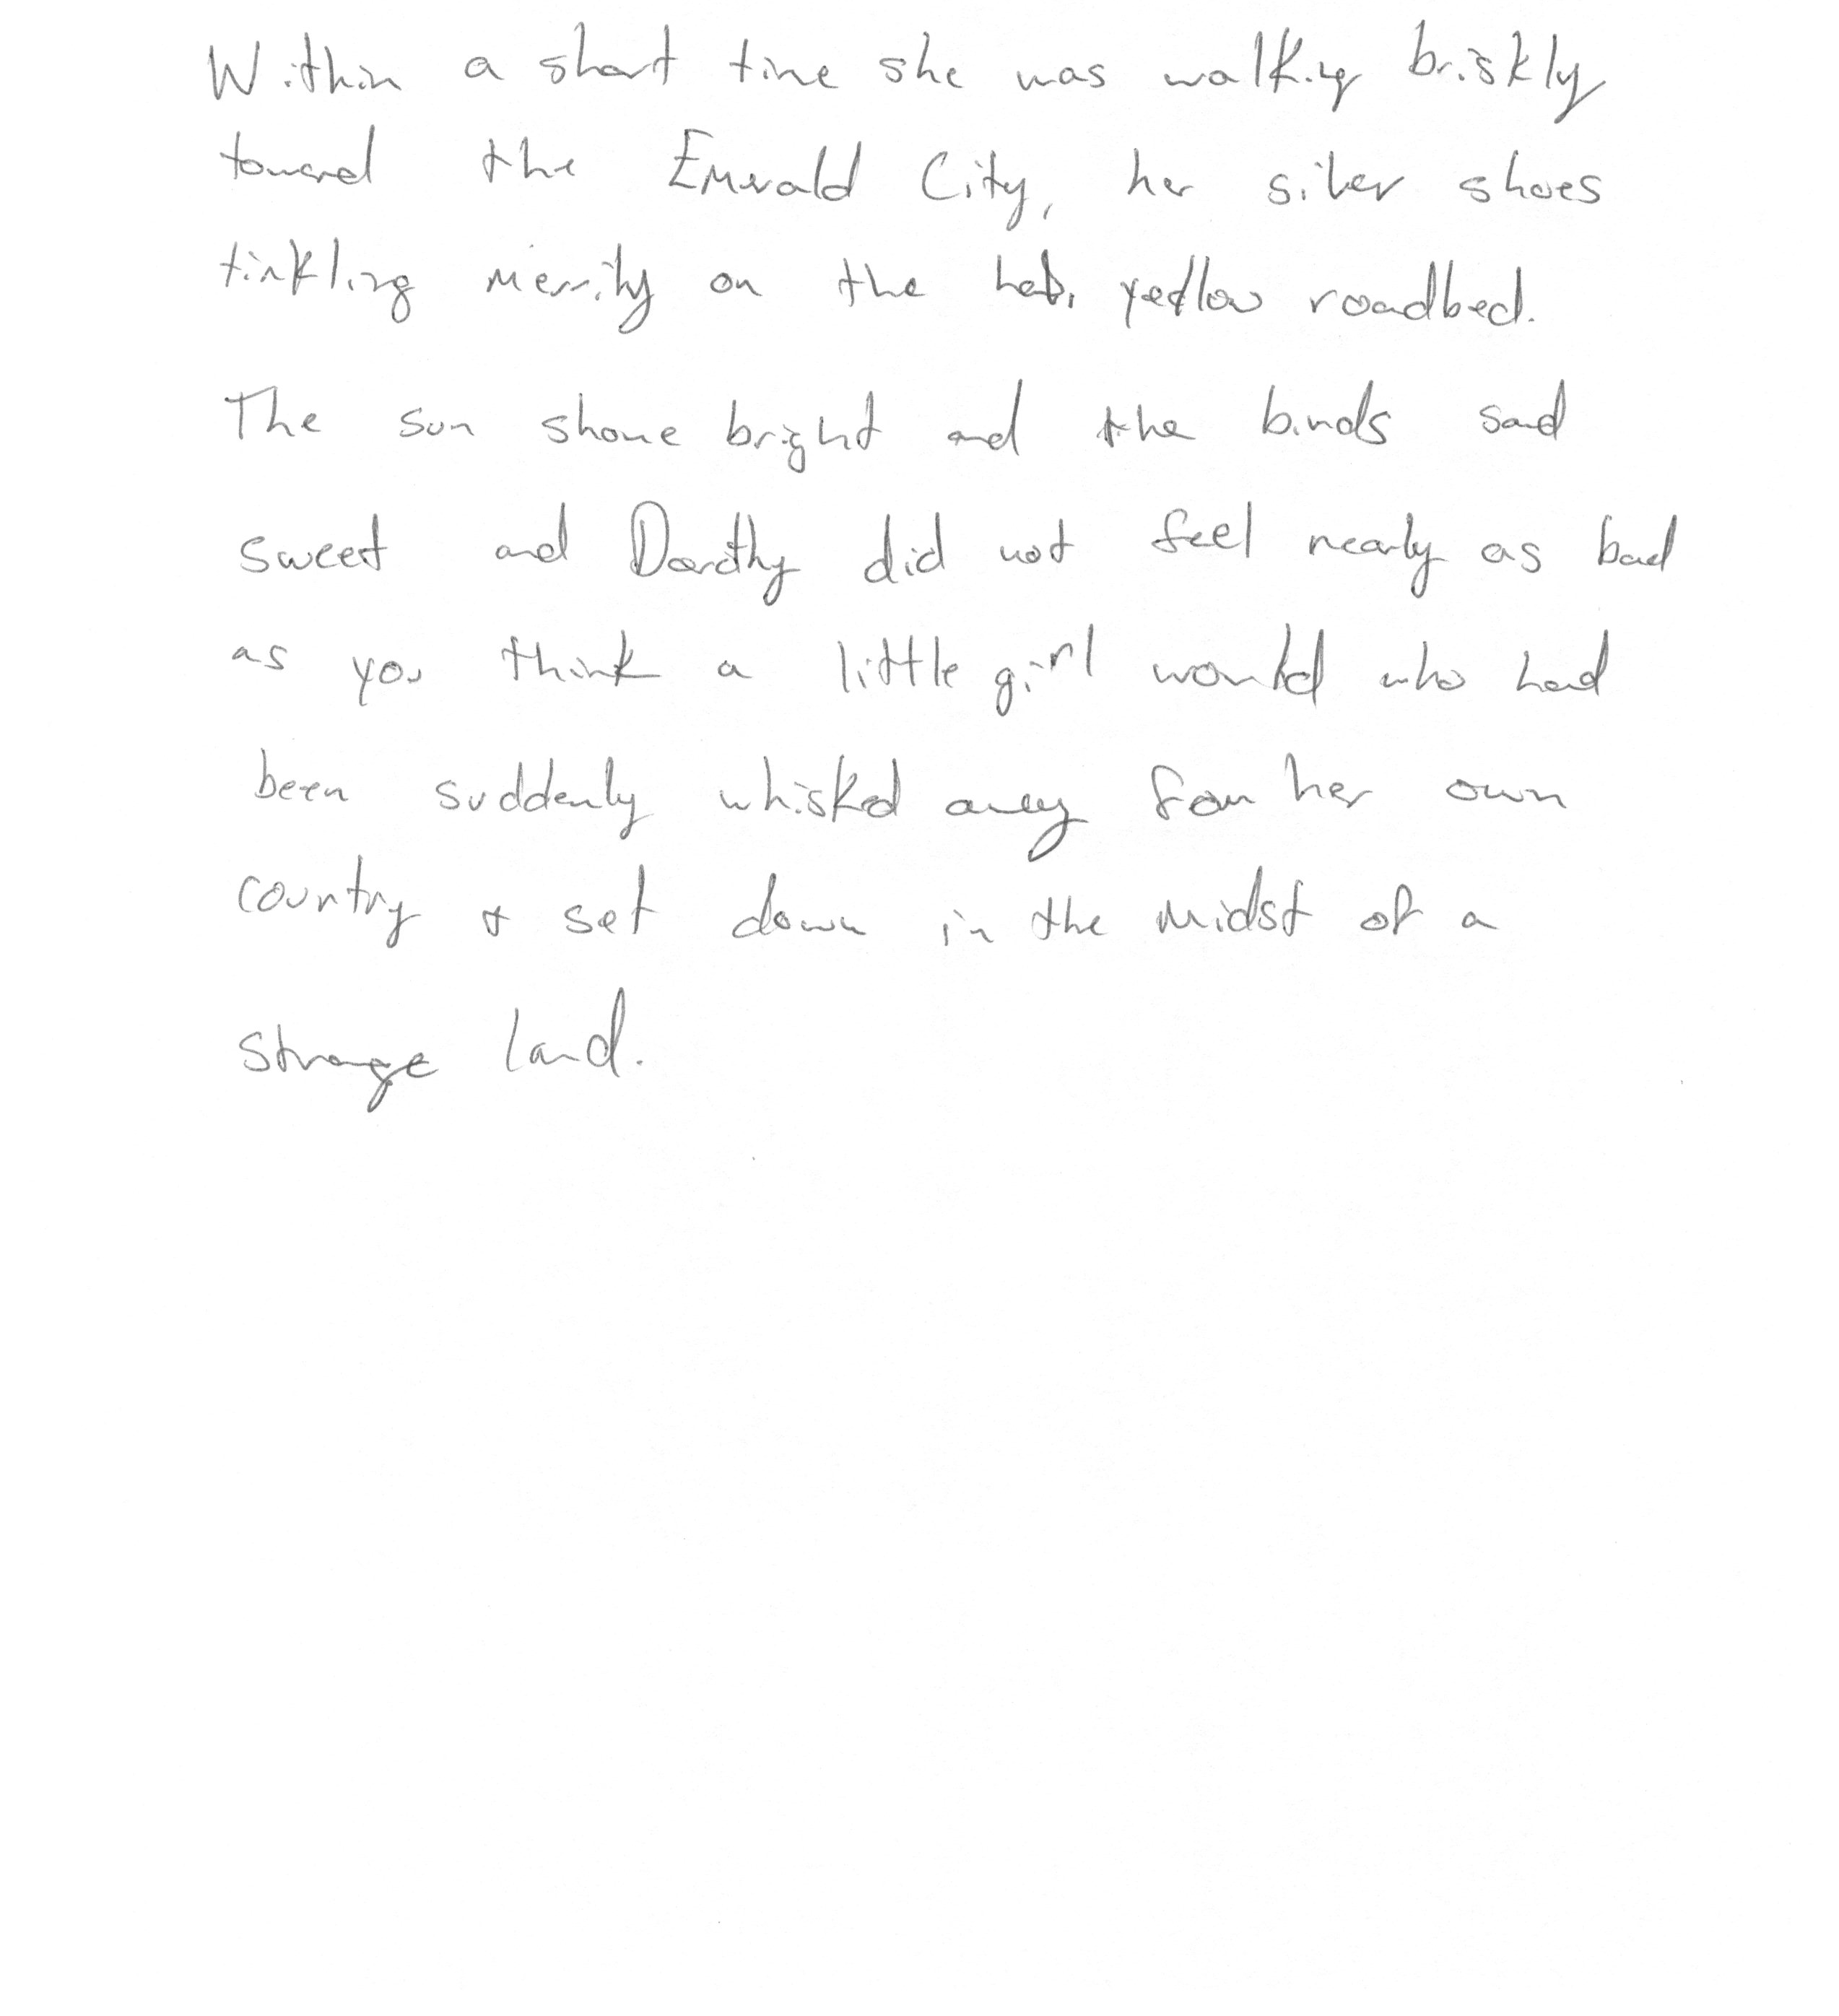 Within a short time she was walking briskly
toward the Emerald City, her silver shoes
tinkling merrily on the hard, yellow roadbed.
The sun shone bright and the birds sand
sweet and Dorothy did not feel nearly as bad
as you think a little girl would who had
been suddenly whisked away from her own
country & set down in the midst of a
strange land.